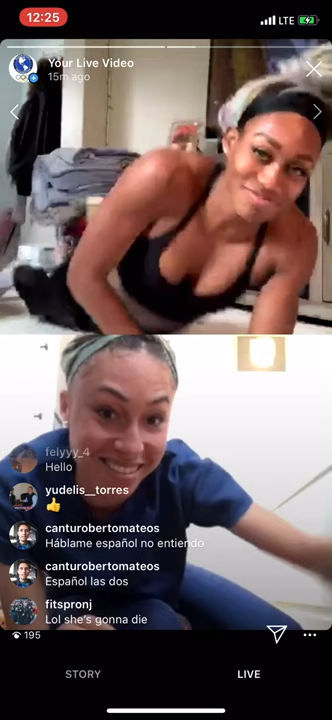 12:25
LTE
Your Live Video
15m ago
felyyy_4
Hello
yudelis__torres
👍
canturobertomateos
Háblame español no entiendo
canturobertomateos
Español las dos
fitspronj
Lol she's gonna die
195
STORY
LIVE